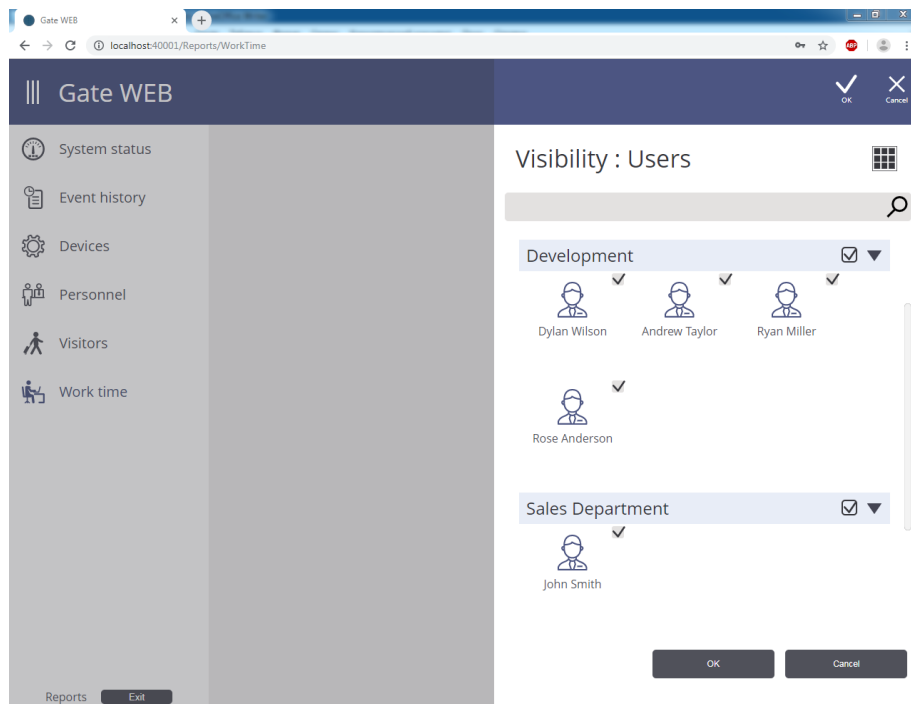 Gate WEB
localhost:40001/Reports/WorkTime
ABP
Gate WEB
OK
Cancel
System status
Event history
Devices
Personnel
Visitors
Work time
Reports
Exit
Visibility : Users
Development
Dylan Wilson
Andrew Taylor
Ryan Miller
Rose Anderson
Sales Department
John Smith
OK
Cancel